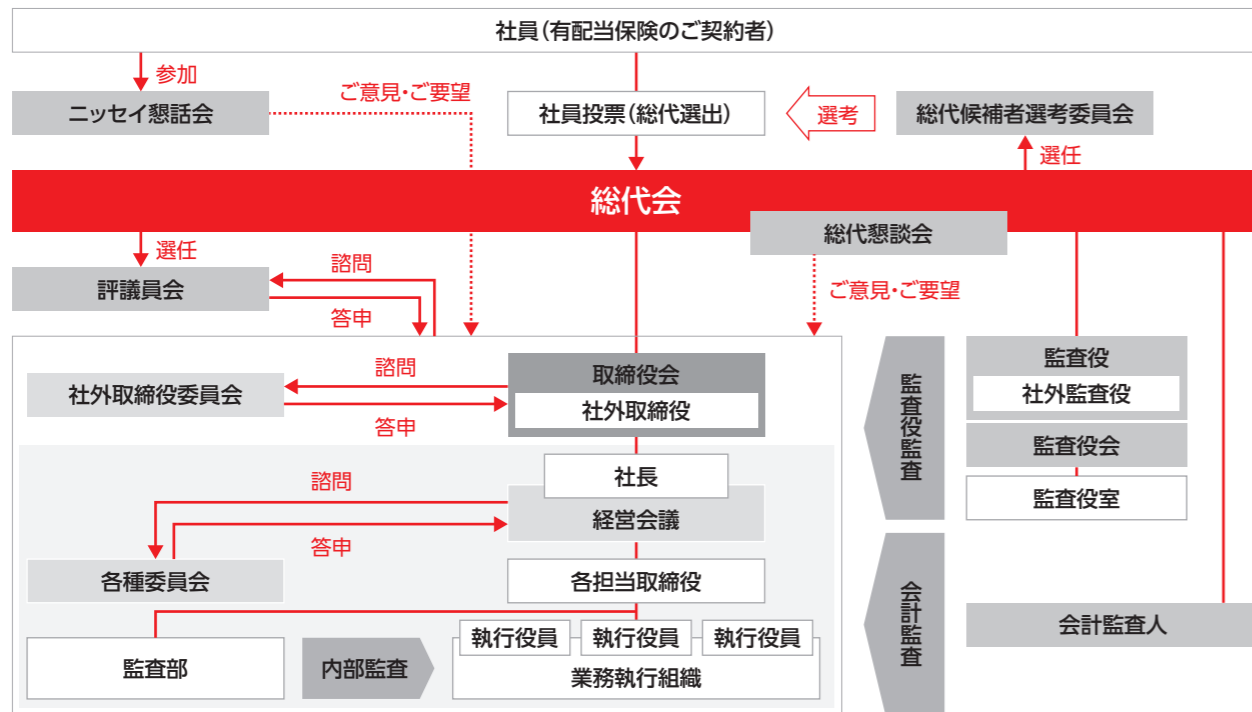 社員（有配当保険のご契約者）
参加
ニッセイ懇話会
ご意見・ご要望
社員投票（総代選出）
選考
総代候補者選考委員会
選任
総代会
総代懇談会
選任
評議員会
諮問
答申
ご意見・ご要望
社外取締役委員会
諮問
答申
取締役会
社外取締役
監査役監査
監査役
社外監査役
監査役会
監査役室
社長
経営会議
諮問
答申
各種委員会
各担当取締役
会計監査
会計監査人
監査部
内部監査
執行役員
執行役員
執行役員
業務執行組織